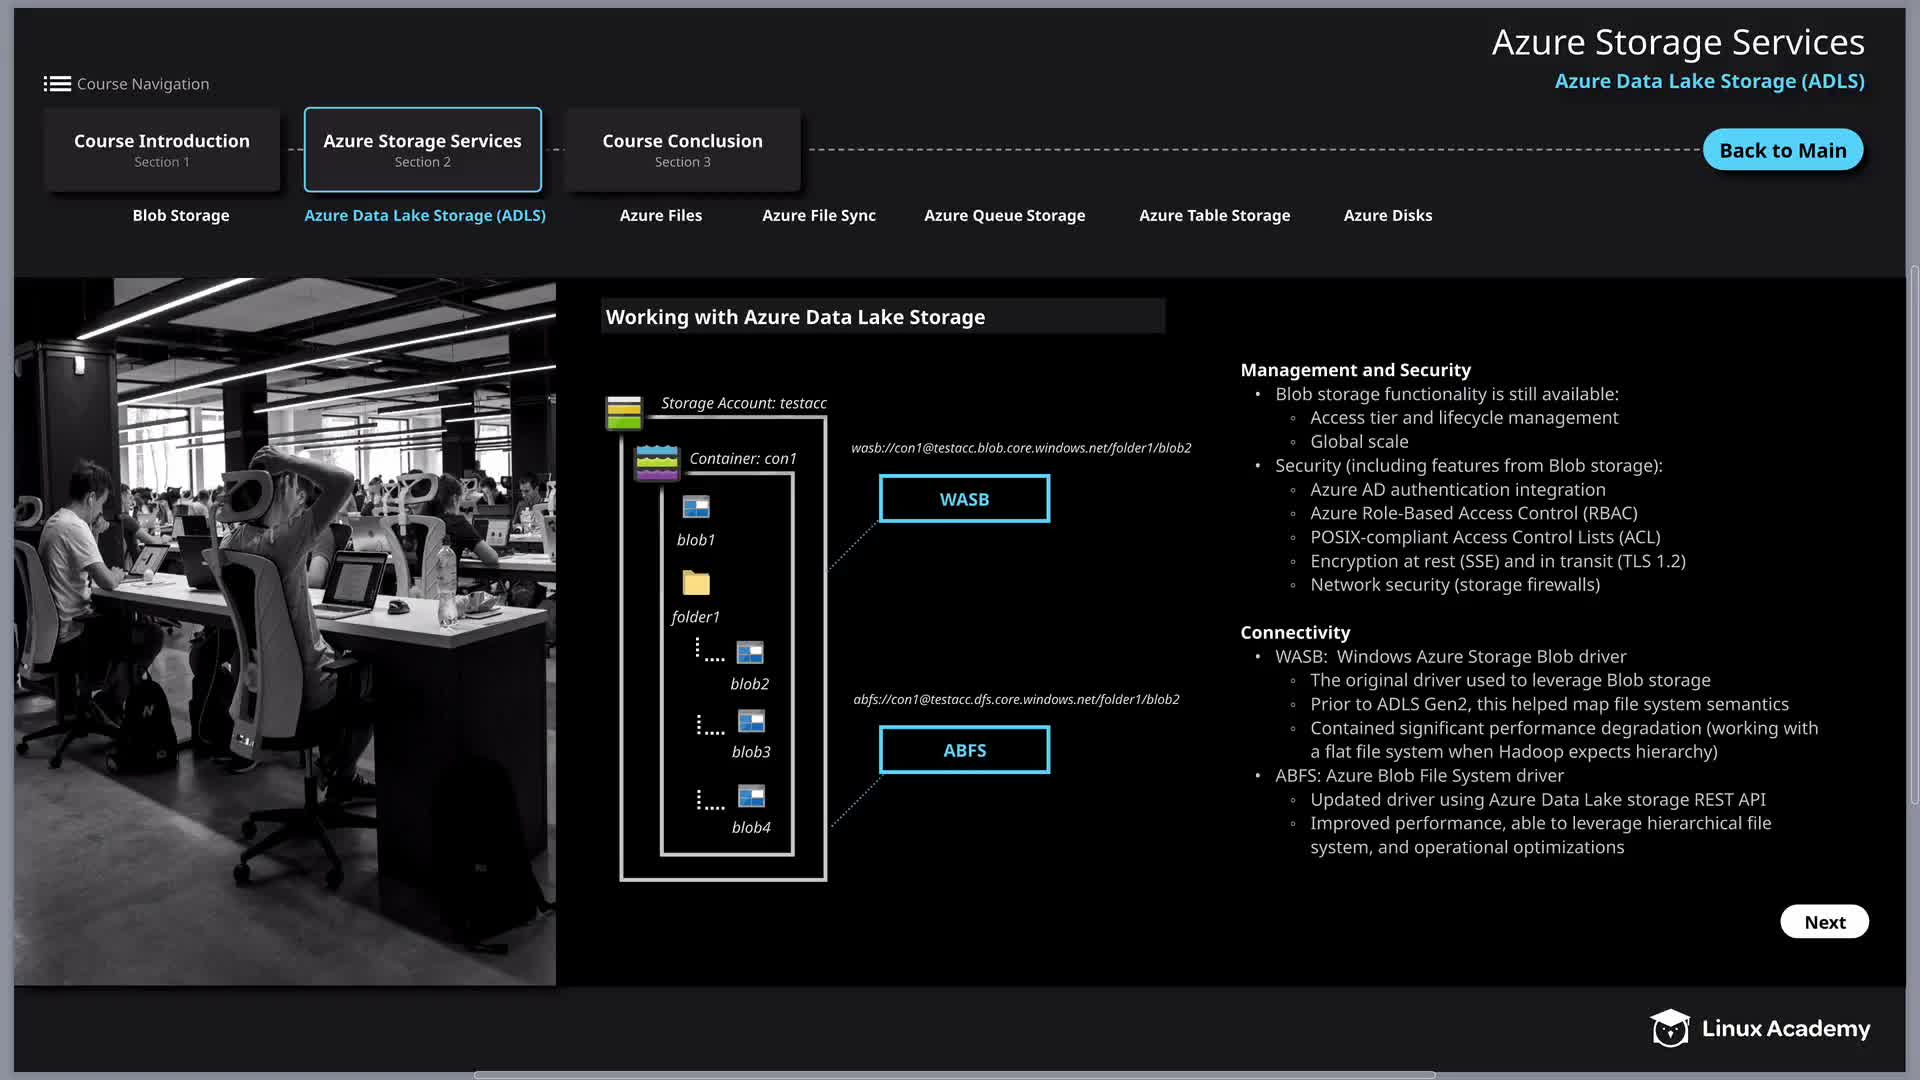 Azure Storage Services
Azure Data Lake Storage (ADLS)
Course Navigation
Course Introduction
Section 1
Azure Storage Services
Section 2
Course Conclusion
Section 3
Back to Main
Blob Storage
Azure Data Lake Storage (ADLS)
Azure Files
Azure File Sync
Azure Queue Storage
Azure Table Storage
Azure Disks
Working with Azure Data Lake Storage
Storage Account: testacc
Container: con1
blob1
folder1
blob2
blob3
blob4
wasb://con1@testacc.blob.core.windows.net/folder1/blob2
WASB
abfs://con1@testacc.dfs.core.windows.net/folder1/blob2
ABFS
Management and Security
• Blob storage functionality is still available:
◦ Access tier and lifecycle management
◦ Global scale
• Security (including features from Blob storage):
◦ Azure AD authentication integration
◦ Azure Role-Based Access Control (RBAC)
◦ POSIX-compliant Access Control Lists (ACL)
◦ Encryption at rest (SSE) and in transit (TLS 1.2)
◦ Network security (storage firewalls)
Connectivity
• WASB: Windows Azure Storage Blob driver
◦ The original driver used to leverage Blob storage
◦ Prior to ADLS Gen2, this helped map file system semantics
◦ Contained significant performance degradation (working with
a flat file system when Hadoop expects hierarchy)
• ABFS: Azure Blob File System driver
◦ Updated driver using Azure Data Lake storage REST API
◦ Improved performance, able to leverage hierarchical file
system, and operational optimizations
Next
Linux Academy